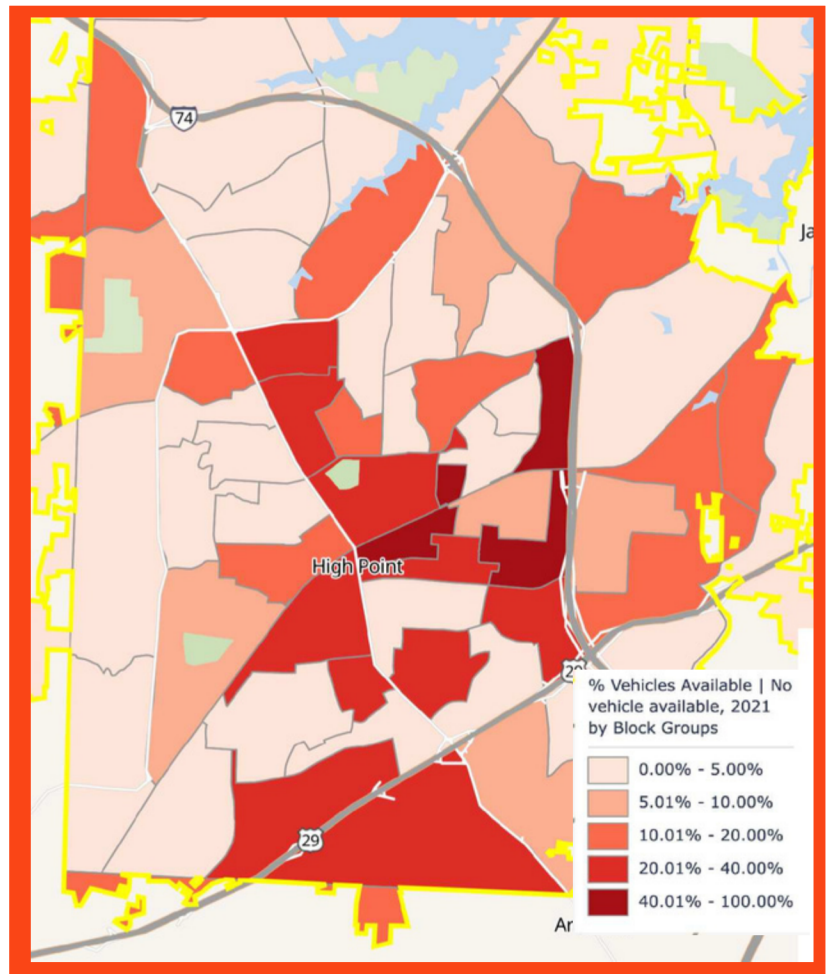 74
Ja
High Point
29
% Vehicles Available | No
vehicle available, 2021
by Block Groups
0.00% - 5.00%
5.01% - 10.00%
10.01% - 20.00%
20.01% - 40.00%
40.01% - 100.00%
29
Ar